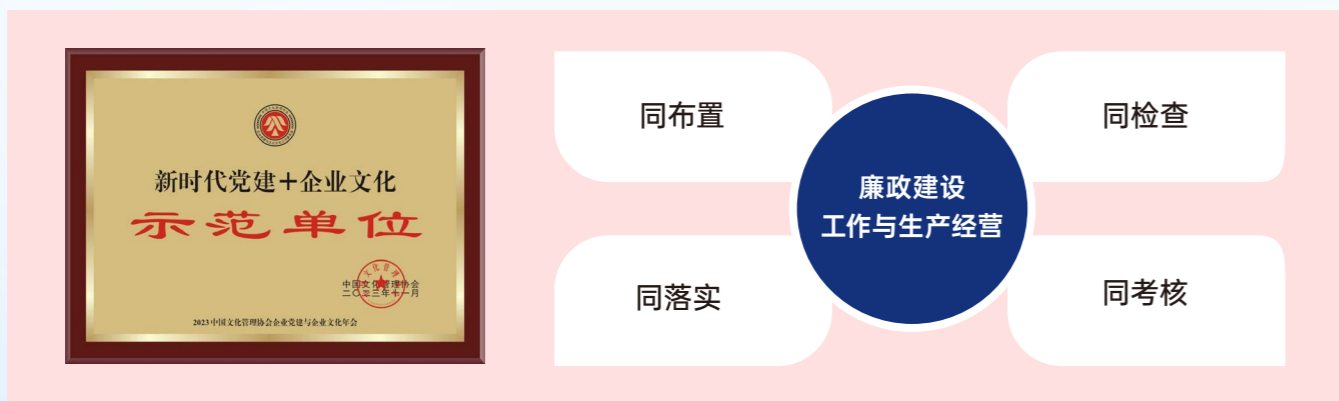 新时代党建+企业文化
示范单位
中国文化管理协会
二〇二三年十一月
2023中国文化管理协会企业党建与企业文化年会
同布置
同检查
廉政建设
工作与生产经营
同落实
同考核